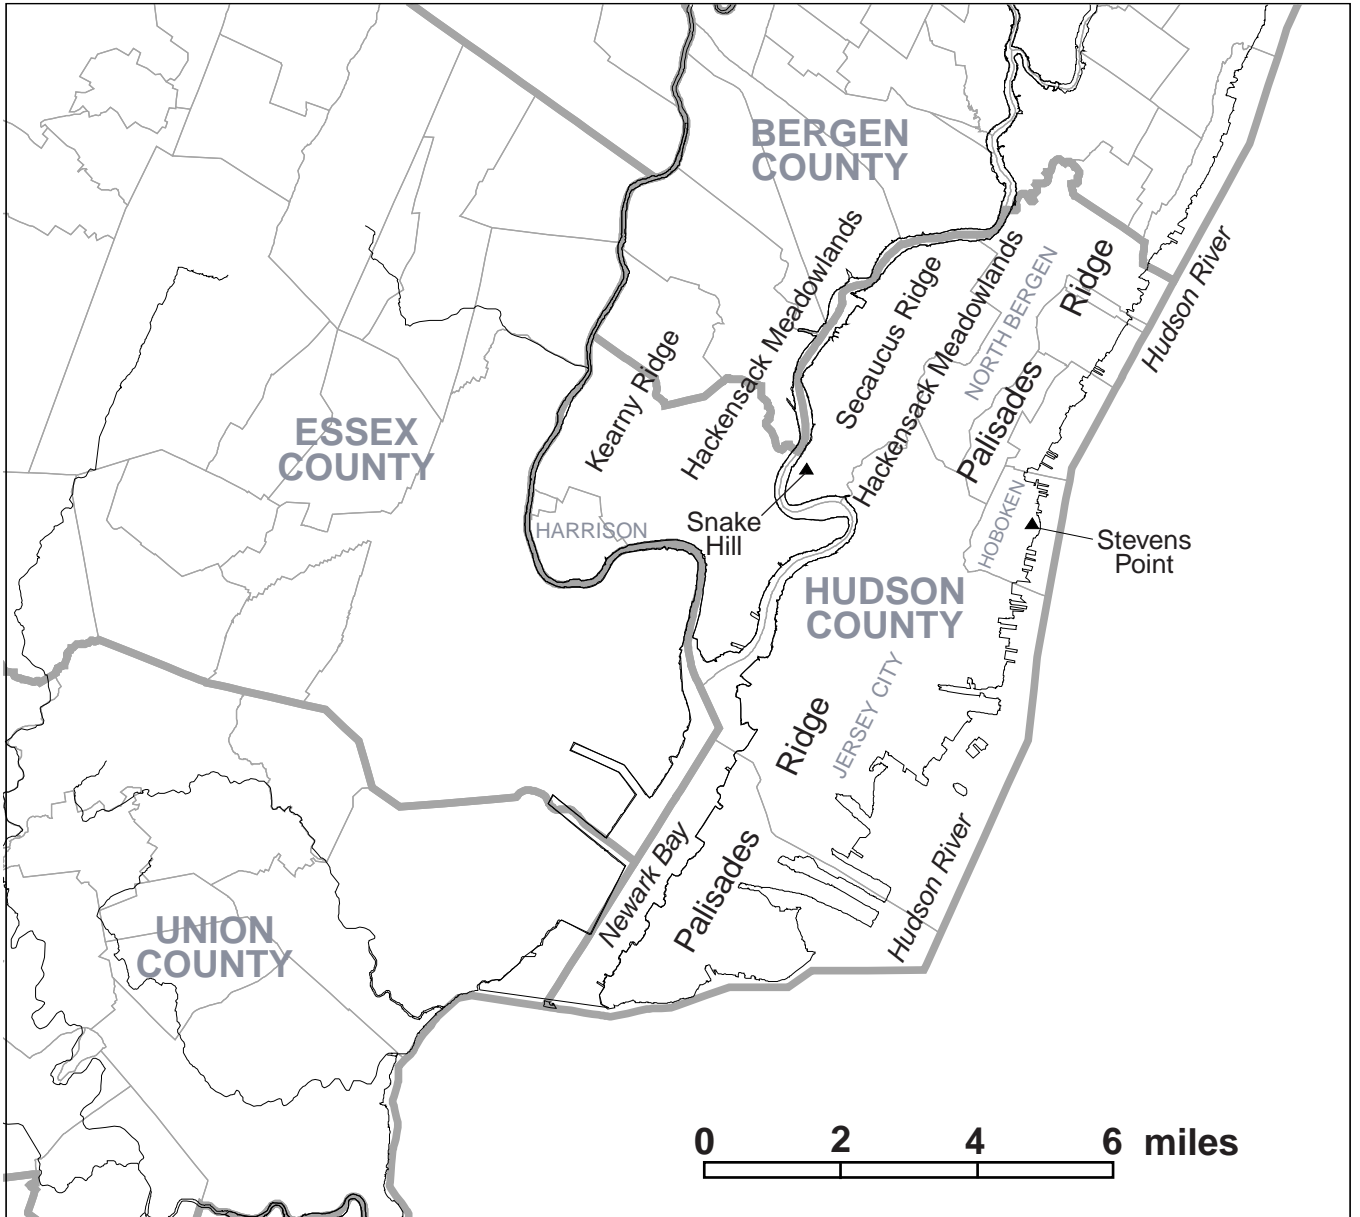 BERGEN
COUNTY
Hackensack Meadowlands
Secaucus Ridge
Hackensack Meadowlands
NORTH BERGEN
Ridge
Palisades
Hudson River
Kearny Ridge
ESSEX
COUNTY
HARRISON
Snake
Hill
HOBOKEN
Stevens
Point
HUDSON
COUNTY
JERSEY CITY
Ridge
Palisades
Newark Bay
Hudson River
UNION
COUNTY
0 2 4 6 miles